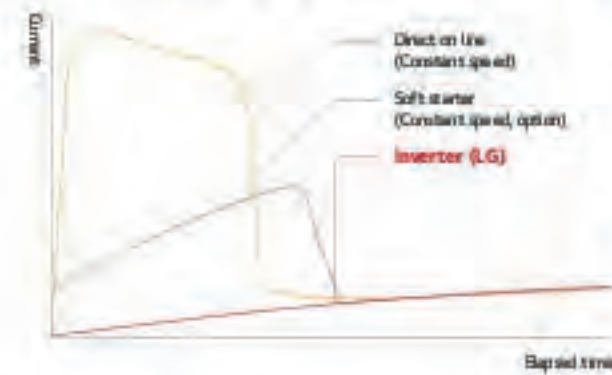 Current
Direct on line
(Constant speed)
Soft starter
(Constant speed, option)
Inverter (LG)
Elapsed time